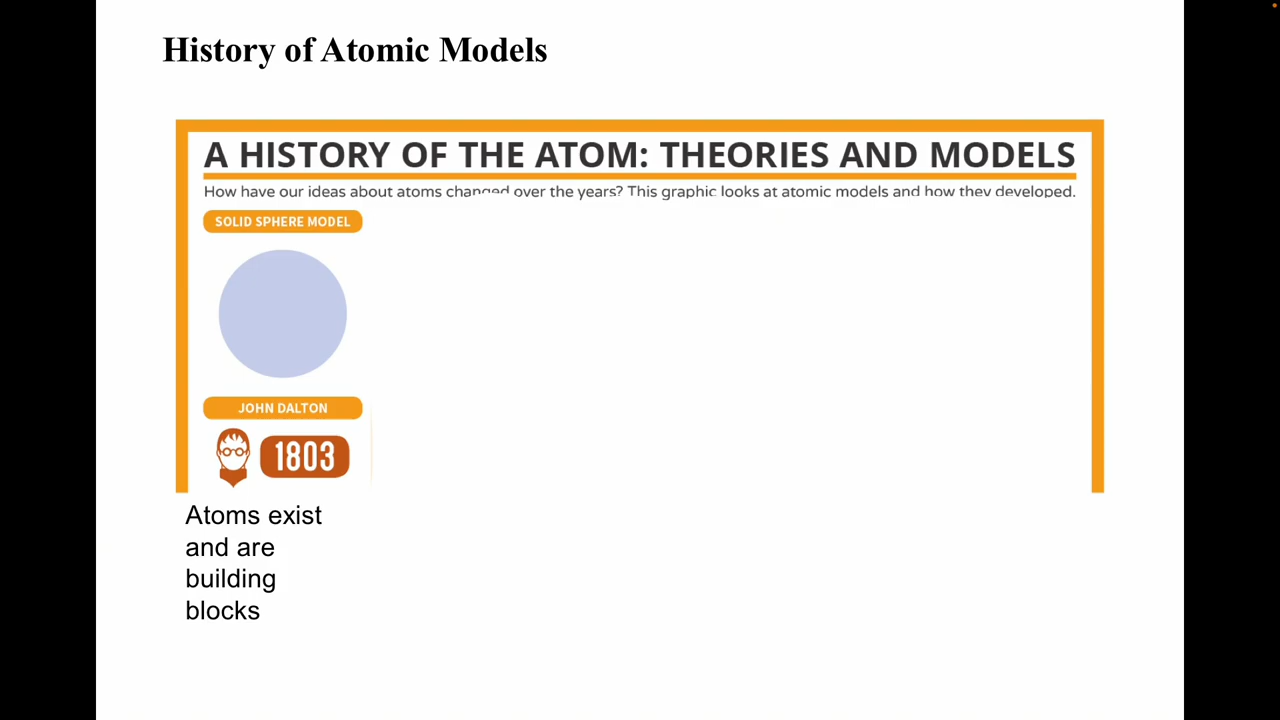 History of Atomic Models
A HISTORY OF THE ATOM: THEORIES AND MODELS
How have our ideas about atoms changed over the years? This graphic looks at atomic models and how they developed.
SOLID SPHERE MODEL
JOHN DALTON
1803
Atoms exist
and are
building
blocks